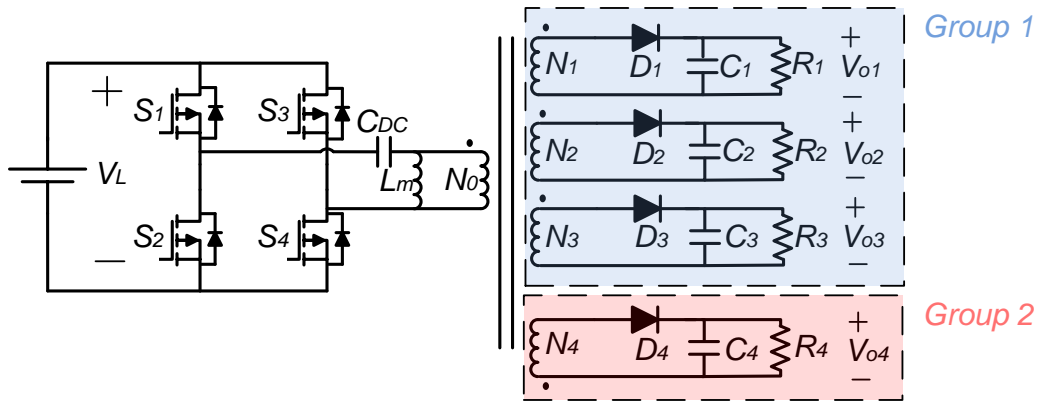 Group 1
N1 D1 C1 R1 + Vo1 −
S1 S3
+ VL −
CDC
Lm N0
N2 D2 C2 R2 + Vo2 −
S2 S4
N3 D3 C3 R3 + Vo3 −
Group 2
N4 D4 C4 R4 + Vo4 −